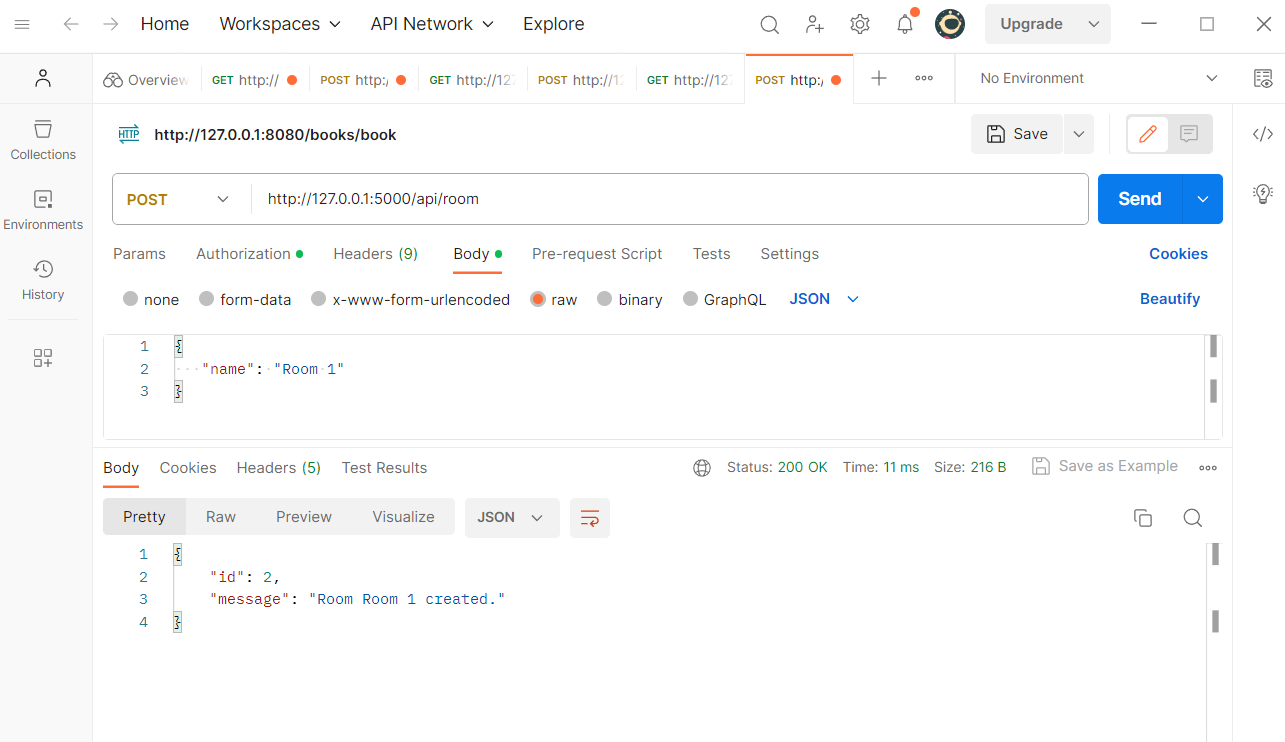 Home Workspaces API Network Explore Upgrade
Overview GET http:// POST http:/ GET http://127 POST http://12 GET http://127 POST http:/ No Environment
HTTP http://127.0.0.1:8080/books/book Save
Collections
POST http://127.0.0.1:5000/api/room Send
Environments
Params Authorization Headers (9) Body Pre-request Script Tests Settings Cookies
History
none form-data x-www-form-urlencoded raw binary GraphQL JSON Beautify
1 {
2 "name": "Room 1"
3 }
Body Cookies Headers (5) Test Results Status: 200 OK Time: 11 ms Size: 216 B Save as Example
Pretty Raw Preview Visualize JSON
1 {
2 "id": 2,
3 "message": "Room Room 1 created."
4 }